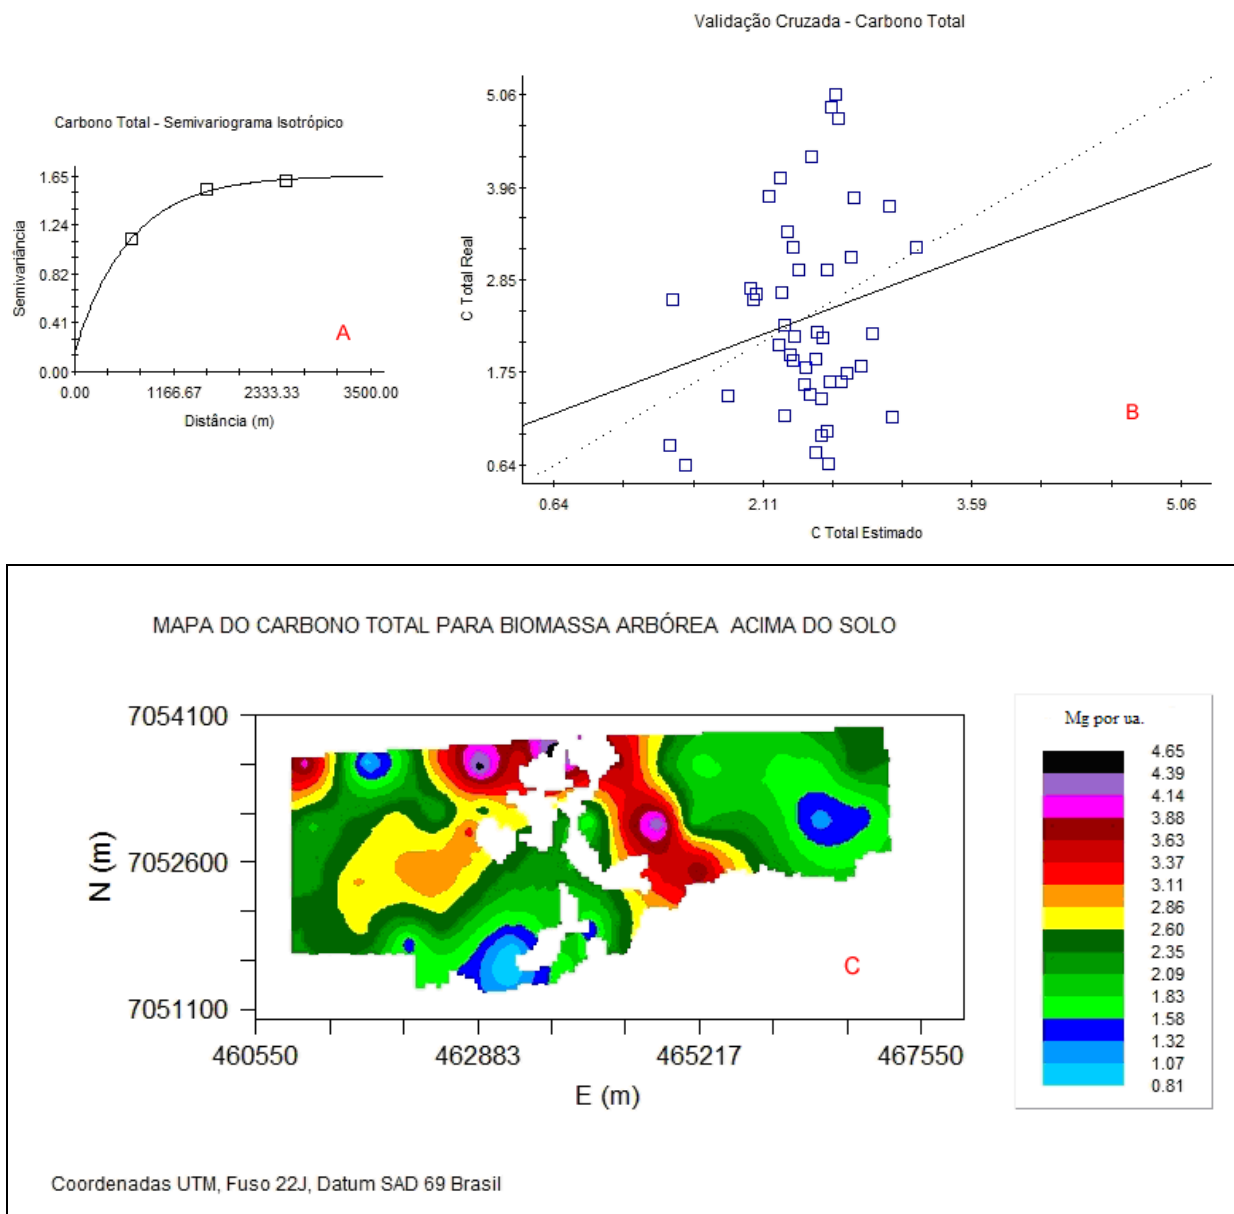 Validação Cruzada - Carbono Total
Carbono Total - Semivariograma Isotrópico
Semivariância
1.65
1.24
0.82
0.41
0.00
0.00 1166.67 2333.33 3500.00
Distância (m)
A
C Total Real
5.06
3.96
2.85
1.75
0.64
0.64 2.11 3.59 5.06
C Total Estimado
B
MAPA DO CARBONO TOTAL PARA BIOMASSA ARBÓREA ACIMA DO SOLO
N (m)
7054100
7052600
7051100
460550 462883 465217 467550
E (m)
C
Mg por ua.
4.65
4.39
4.14
3.88
3.63
3.37
3.11
2.86
2.60
2.35
2.09
1.83
1.58
1.32
1.07
0.81
Coordenadas UTM, Fuso 22J, Datum SAD 69 Brasil